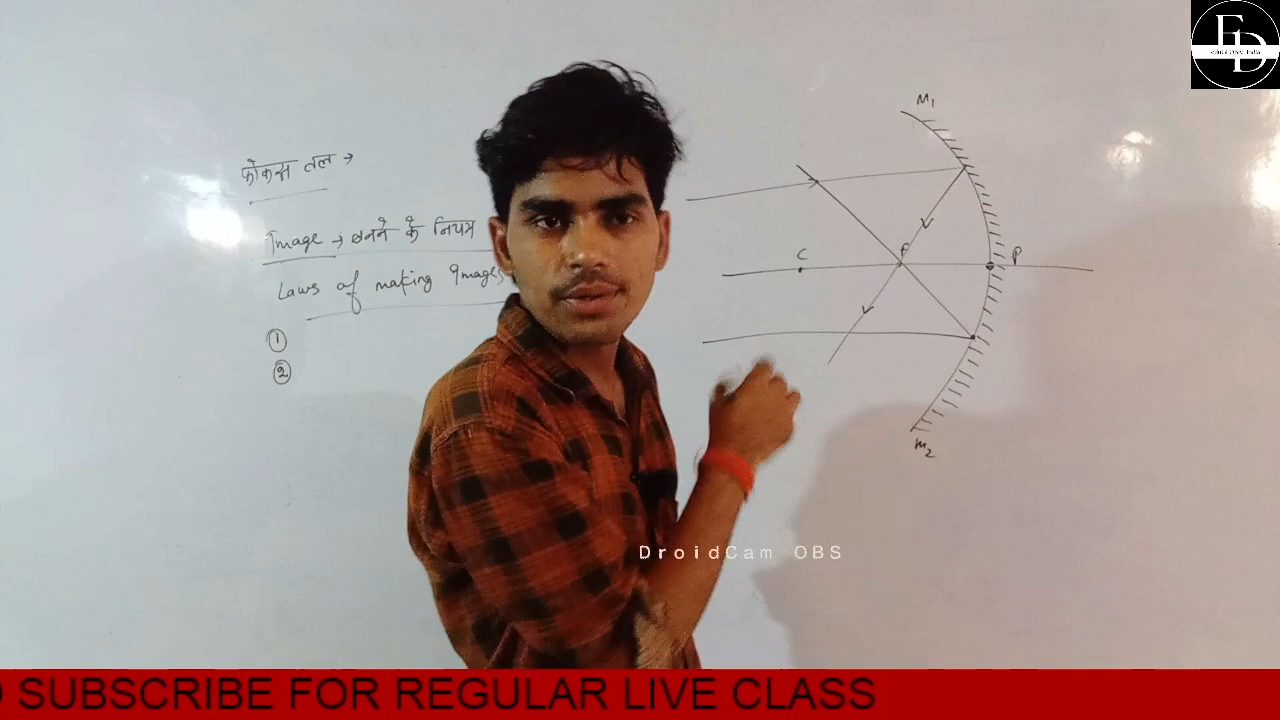 फोकस तल →
Image → बनने के नियम
Laws of making Images
①
②
M1
C
F
P
M2
DroidCam OBS
ED
SUBSCRIBE FOR REGULAR LIVE CLASS